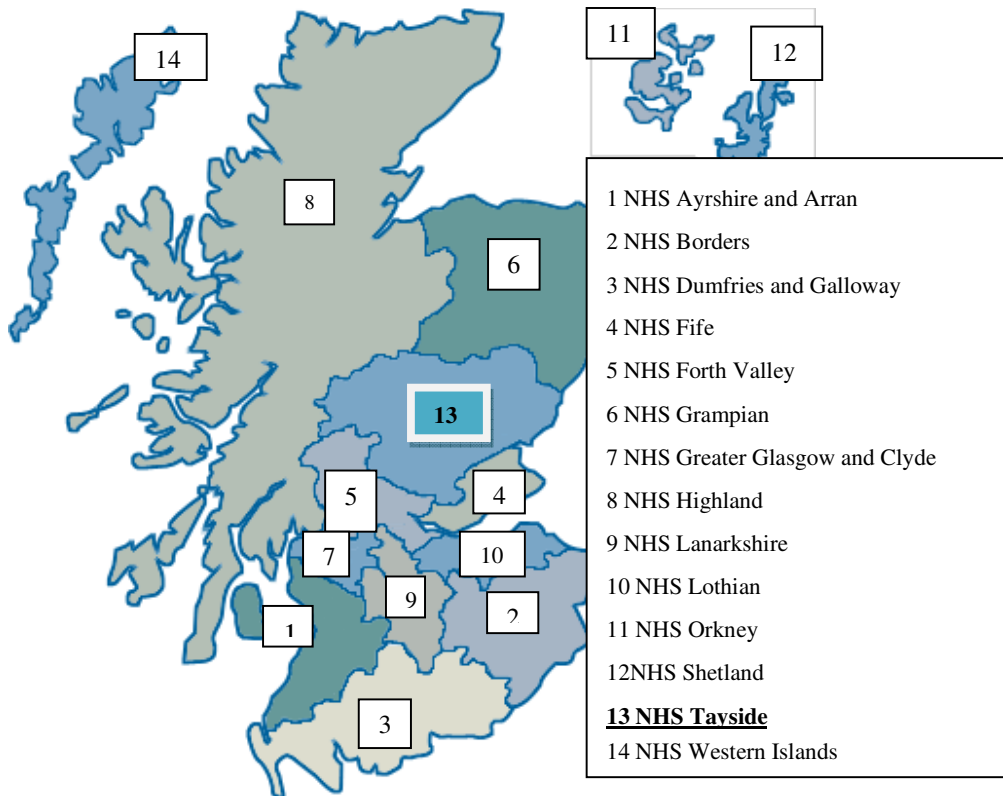 14
11
12
8
6
13
5
4
7
10
9
2
1
3
1 NHS Ayrshire and Arran
2 NHS Borders
3 NHS Dumfries and Galloway
4 NHS Fife
5 NHS Forth Valley
6 NHS Grampian
7 NHS Greater Glasgow and Clyde
8 NHS Highland
9 NHS Lanarkshire
10 NHS Lothian
11 NHS Orkney
12NHS Shetland
13 NHS Tayside
14 NHS Western Islands